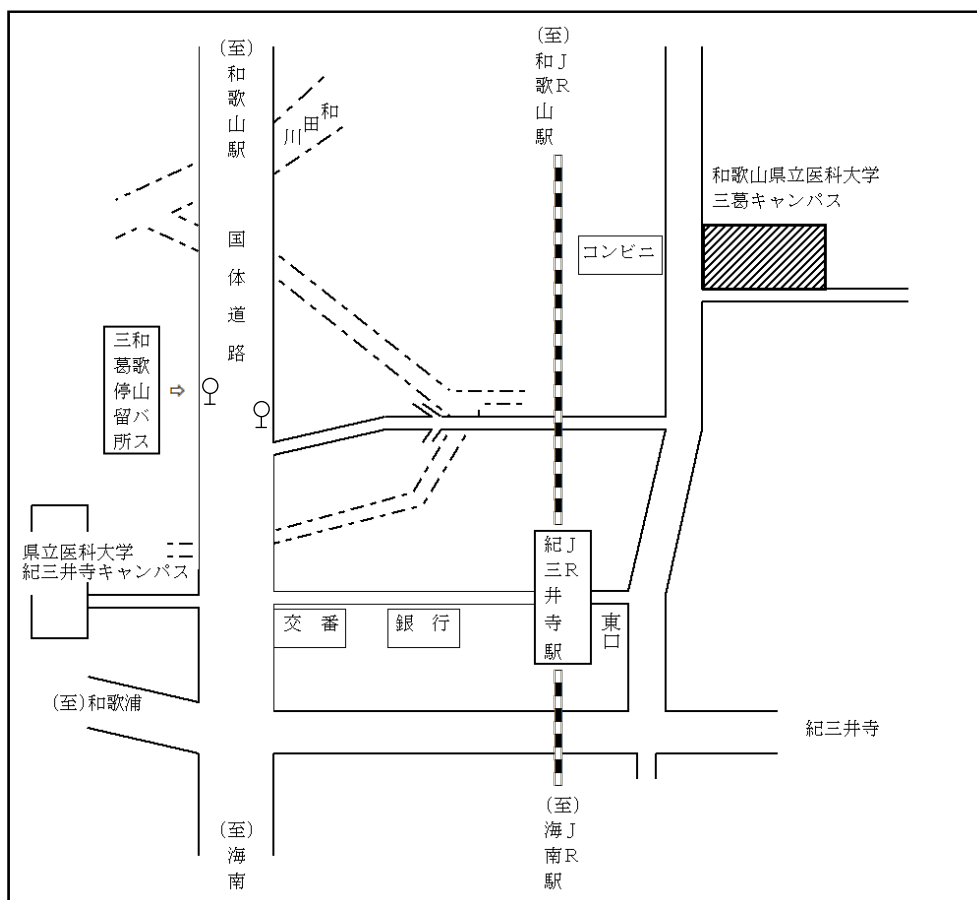 (至)和歌山駅
(至)JR和歌山駅
和田川
和歌山県立医科大学
三葛キャンパス
国体道路
コンビニ
和歌山バス
三葛停留所
⇨
県立医科大学
紀三井寺キャンパス
JR
紀三井寺駅
交番
銀行
東口
(至)和歌浦
紀三井寺
(至)海南
(至)JR海南駅